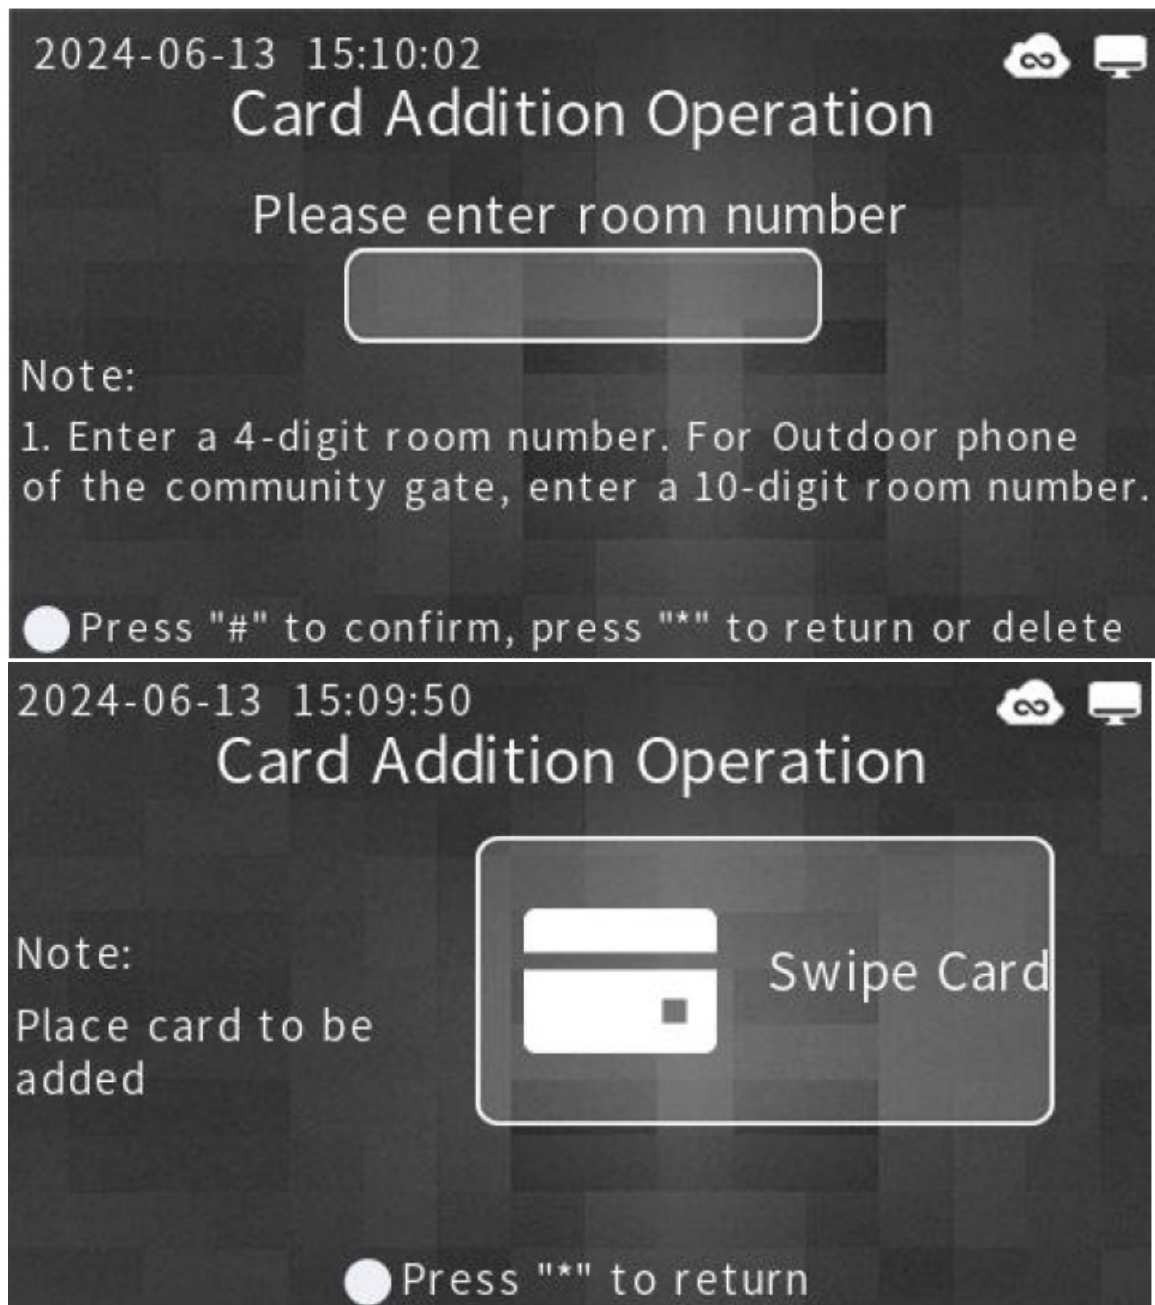 2024-06-13 15:10:02
Card Addition Operation
Please enter room number
Note:
1. Enter a 4-digit room number. For Outdoor phone
of the community gate, enter a 10-digit room number.
Press "#" to confirm, press "*" to return or delete
2024-06-13 15:09:50
Card Addition Operation
Note:
Place card to be
added
Swipe Card
Press "*" to return